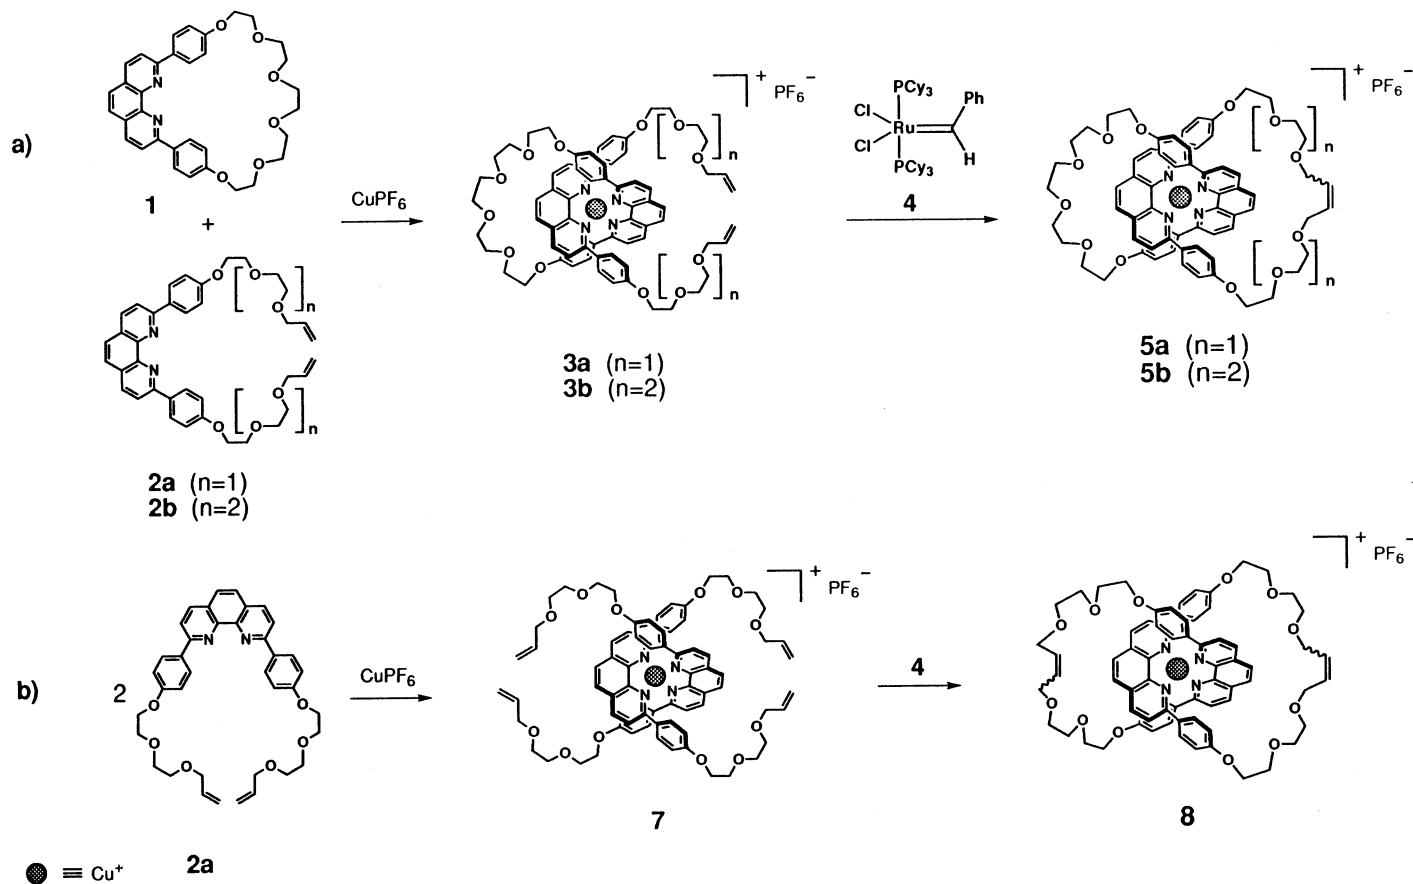 a)
1
+
2a (n=1)
2b (n=2)
CuPF6
3a (n=1)
3b (n=2)
+ PF6 −
PCy3
Cl
Cl
Ru
Ph
H
PCy3
4
5a (n=1)
5b (n=2)
+ PF6 −
b)
2
2a
CuPF6
7
+ PF6 −
4
8
+ PF6 −
≡ Cu+